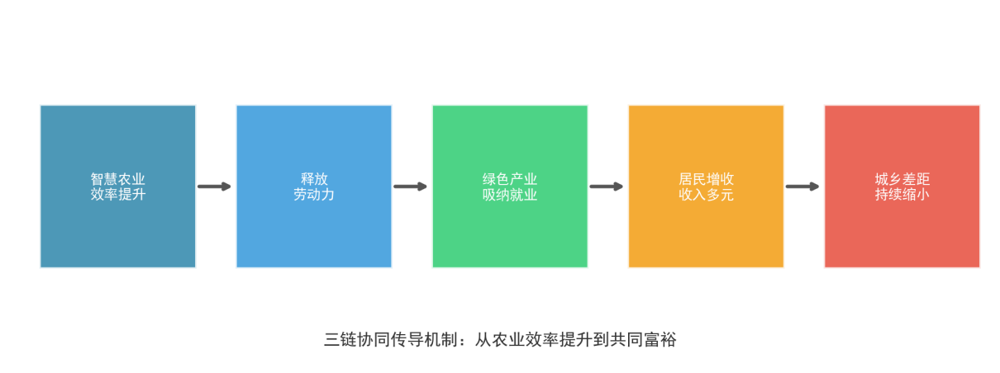 智慧农业
效率提升
释放
劳动力
绿色产业
吸纳就业
居民增收
收入多元
城乡差距
持续缩小
三链协同传导机制：从农业效率提升到共同富裕